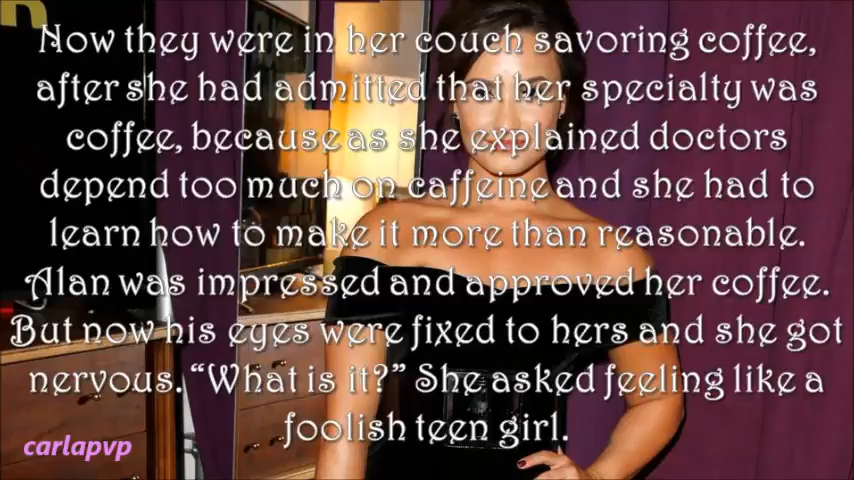 Now they were in her couch savoring coffee,
after she had admitted that her specialty was
coffee, because as she explained doctors
depend too much on caffeine and she had to
learn how to make it more than reasonable.
Alan was impressed and approved her coffee.
But now his eyes were fixed to hers and she got
nervous. “What is it?” She asked feeling like a
foolish teen girl.
carlapvp